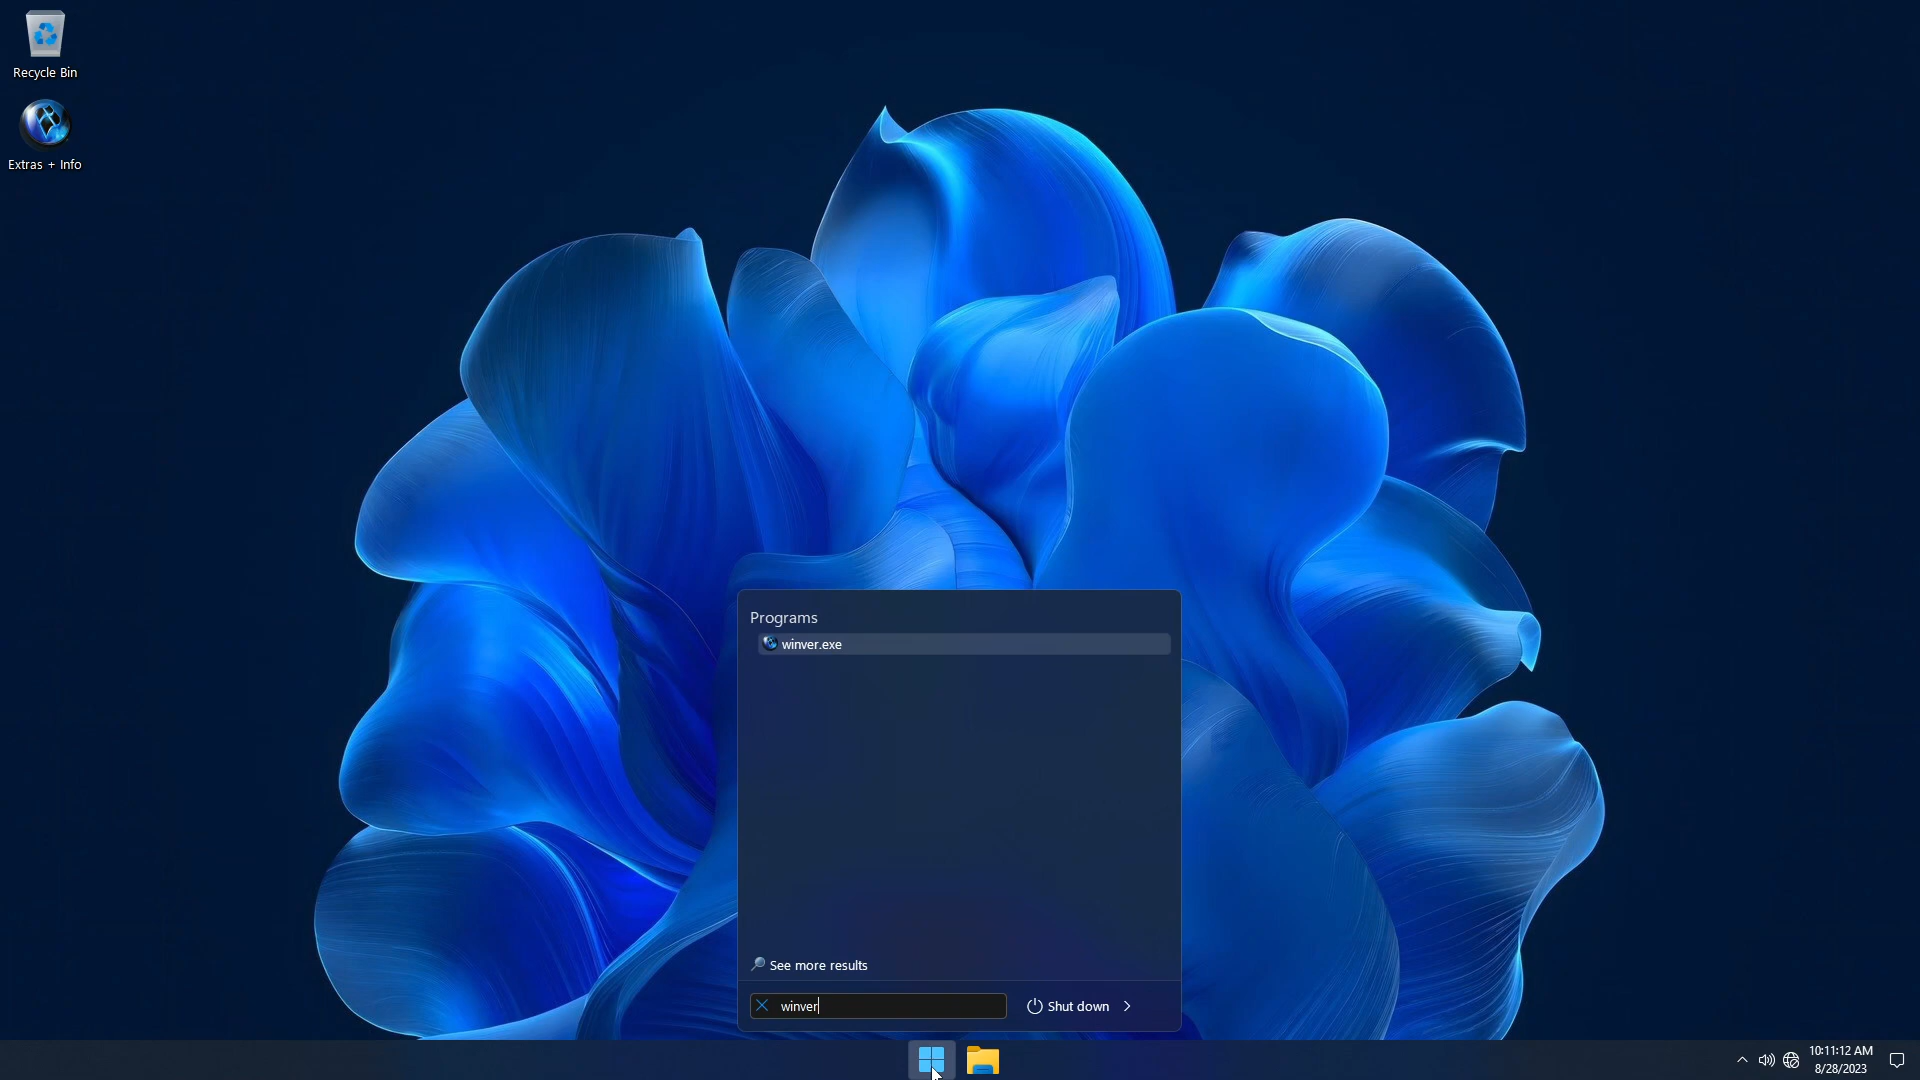 Recycle Bin
Extras + Info
Programs
winver.exe
See more results
winver
Shut down
10:11:12 AM
8/28/2023